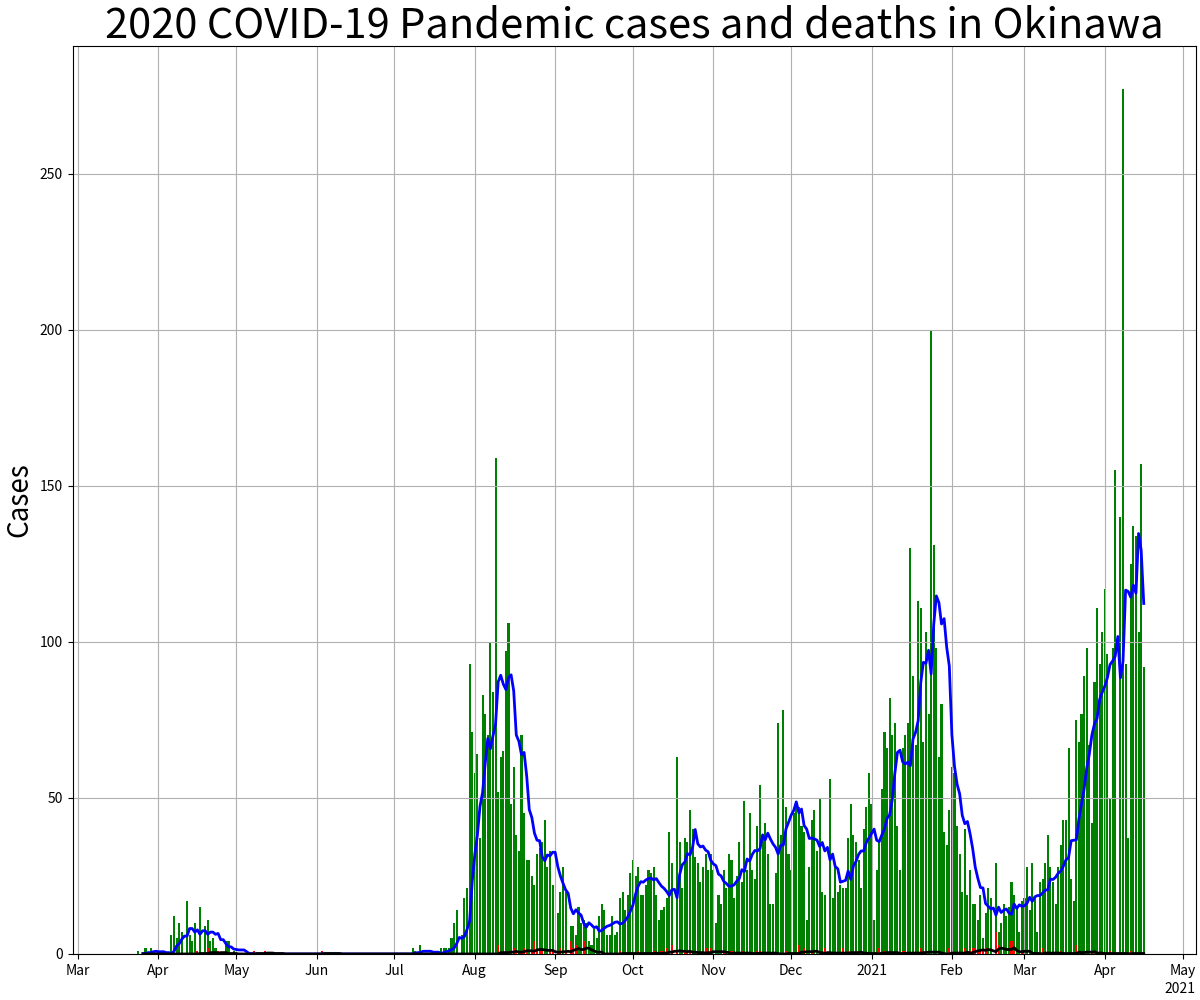 2020 COVID-19 Pandemic cases and deaths in Okinawa
Cases
250
200
150
100
50
0
Mar Apr May Jun Jul Aug Sep Oct Nov Dec 2021 Feb Mar Apr May
2021